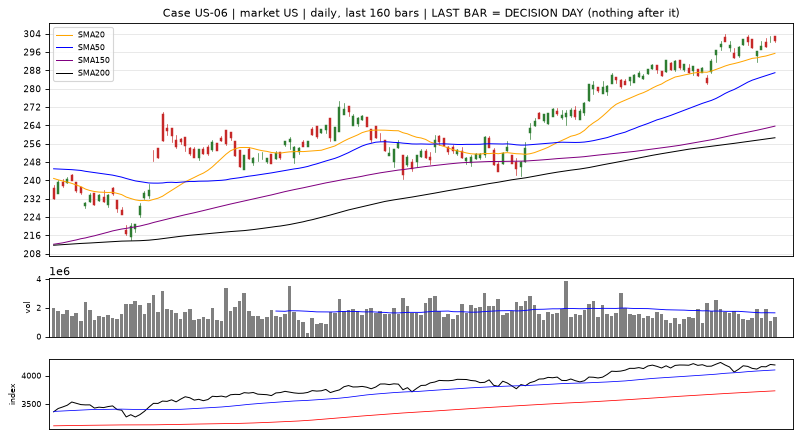 Case US-06 | market US | daily, last 160 bars | LAST BAR = DECISION DAY (nothing after it)
SMA20
SMA50
SMA150
SMA200
304
296
288
280
272
264
256
248
240
232
224
216
208
1e6
4
2
0
vol
4000
3500
index